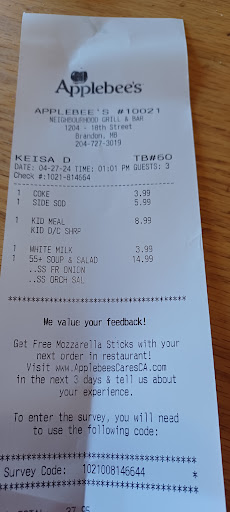 Applebee's
APPLEBEE'S #10021
NEIGHBOURHOOD GRILL & BAR
1204 - 18th Street
Brandon, MB
204-727-3019
KEISA D TB#60
DATE: 04-27-24 TIME: 01:01 PM GUESTS: 3
Check #:1021-814664
1 COKE 3.99
1 SIDE SOD 5.99
1 KID MEAL 8.99
KID D/C SHRP
1 WHITE MILK 3.99
1 55+ SOUP & SALAD 14.99
..SS FR ONION
..SS ORCH SAL
****************************************
We value your feedback!
Get Free Mozzarella Sticks with your
next order in restaurant!
Visit www.ApplebeesCaresCA.com
in the next 3 days & tell us about
your experience.
To enter the survey, you will need
to use the following code:
****************************************
Survey Code: 1021008146644 *
****************************************